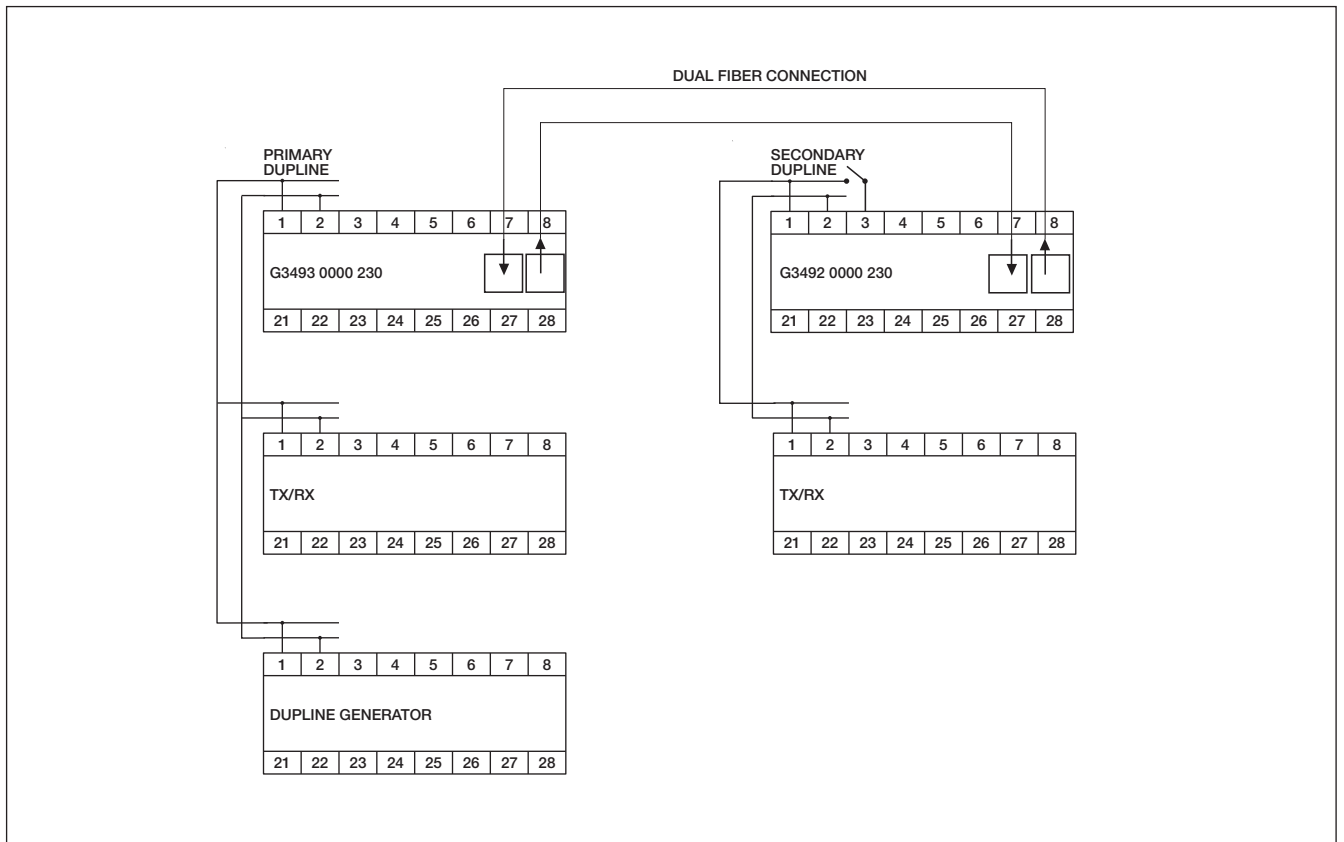 DUAL FIBER CONNECTION
PRIMARY
DUPLINE
SECONDARY
DUPLINE
1 2 3 4 5 6 7 8
G3493 0000 230
21 22 23 24 25 26 27 28
1 2 3 4 5 6 7 8
G3492 0000 230
21 22 23 24 25 26 27 28
1 2 3 4 5 6 7 8
TX/RX
21 22 23 24 25 26 27 28
1 2 3 4 5 6 7 8
TX/RX
21 22 23 24 25 26 27 28
1 2 3 4 5 6 7 8
DUPLINE GENERATOR
21 22 23 24 25 26 27 28